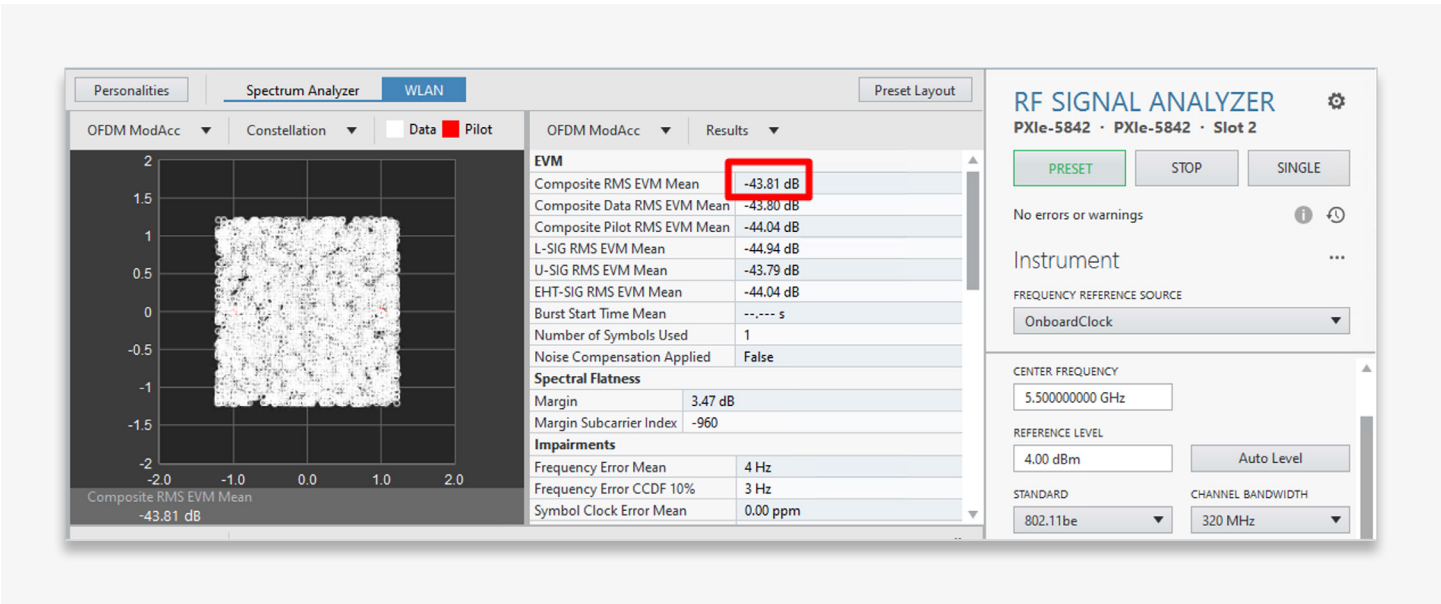 Personalities
Spectrum Analyzer
WLAN
Preset Layout
OFDM ModAcc
Constellation
Data
Pilot
2
1.5
1
0.5
0
-0.5
-1
-1.5
-2
-2.0 -1.0 0.0 1.0 2.0
Composite RMS EVM Mean
-43.81 dB
OFDM ModAcc
Results
EVM
Composite RMS EVM Mean -43.81 dB
Composite Data RMS EVM Mean -43.80 dB
Composite Pilot RMS EVM Mean -44.04 dB
L-SIG RMS EVM Mean -44.94 dB
U-SIG RMS EVM Mean -43.79 dB
EHT-SIG RMS EVM Mean -44.04 dB
Burst Start Time Mean --.--- s
Number of Symbols Used 1
Noise Compensation Applied False
Spectral Flatness
Margin 3.47 dB
Margin Subcarrier Index -960
Impairments
Frequency Error Mean 4 Hz
Frequency Error CCDF 10% 3 Hz
Symbol Clock Error Mean 0.00 ppm
RF SIGNAL ANALYZER
PXIe-5842 · PXIe-5842 · Slot 2
PRESET
STOP
SINGLE
No errors or warnings
Instrument
FREQUENCY REFERENCE SOURCE
OnboardClock
CENTER FREQUENCY
5.500000000 GHz
REFERENCE LEVEL
4.00 dBm
Auto Level
STANDARD CHANNEL BANDWIDTH
802.11be 320 MHz